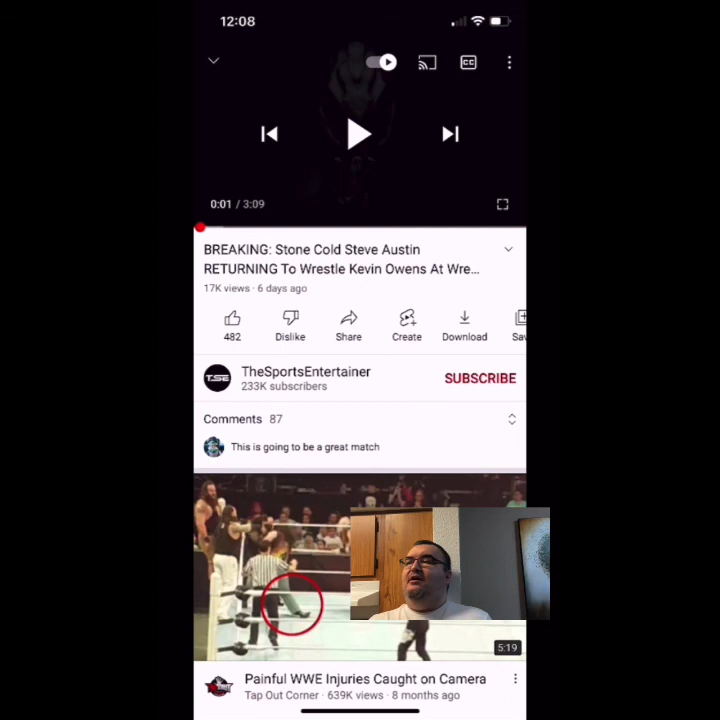 12:08
CC
0:01 / 3:09
BREAKING: Stone Cold Steve Austin
RETURNING To Wrestle Kevin Owens At Wre...
17K views · 6 days ago
482
Dislike
Share
Create
Download
Sav
TSE
TheSportsEntertainer
233K subscribers
SUBSCRIBE
Comments 87
This is going to be a great match
5:19
Painful WWE Injuries Caught on Camera
Tap Out Corner · 639K views · 8 months ago